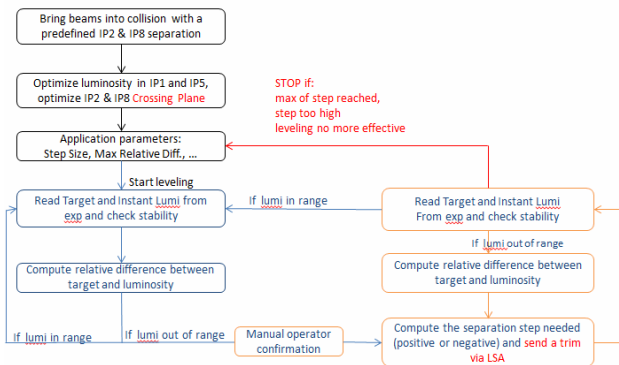 Bring beams into collision with a
predefined IP2 & IP8 separation
Optimize luminosity in IP1 and IP5,
optimize IP2 & IP8 Crossing Plane
STOP if:
max of step reached,
step too high
leveling no more effective
Application parameters:
Step Size, Max Relative Diff., ...
Start leveling
Read Target and Instant Lumi from
exp and check stability
If lumi in range
Read Target and Instant Lumi
From exp and check stability
If lumi out of range
Compute relative difference between
target and luminosity
Compute relative difference between
target and luminosity
If lumi in range
If lumi out of range
Manual operator
confirmation
Compute the separation step needed
(positive or negative) and send a trim
via LSA